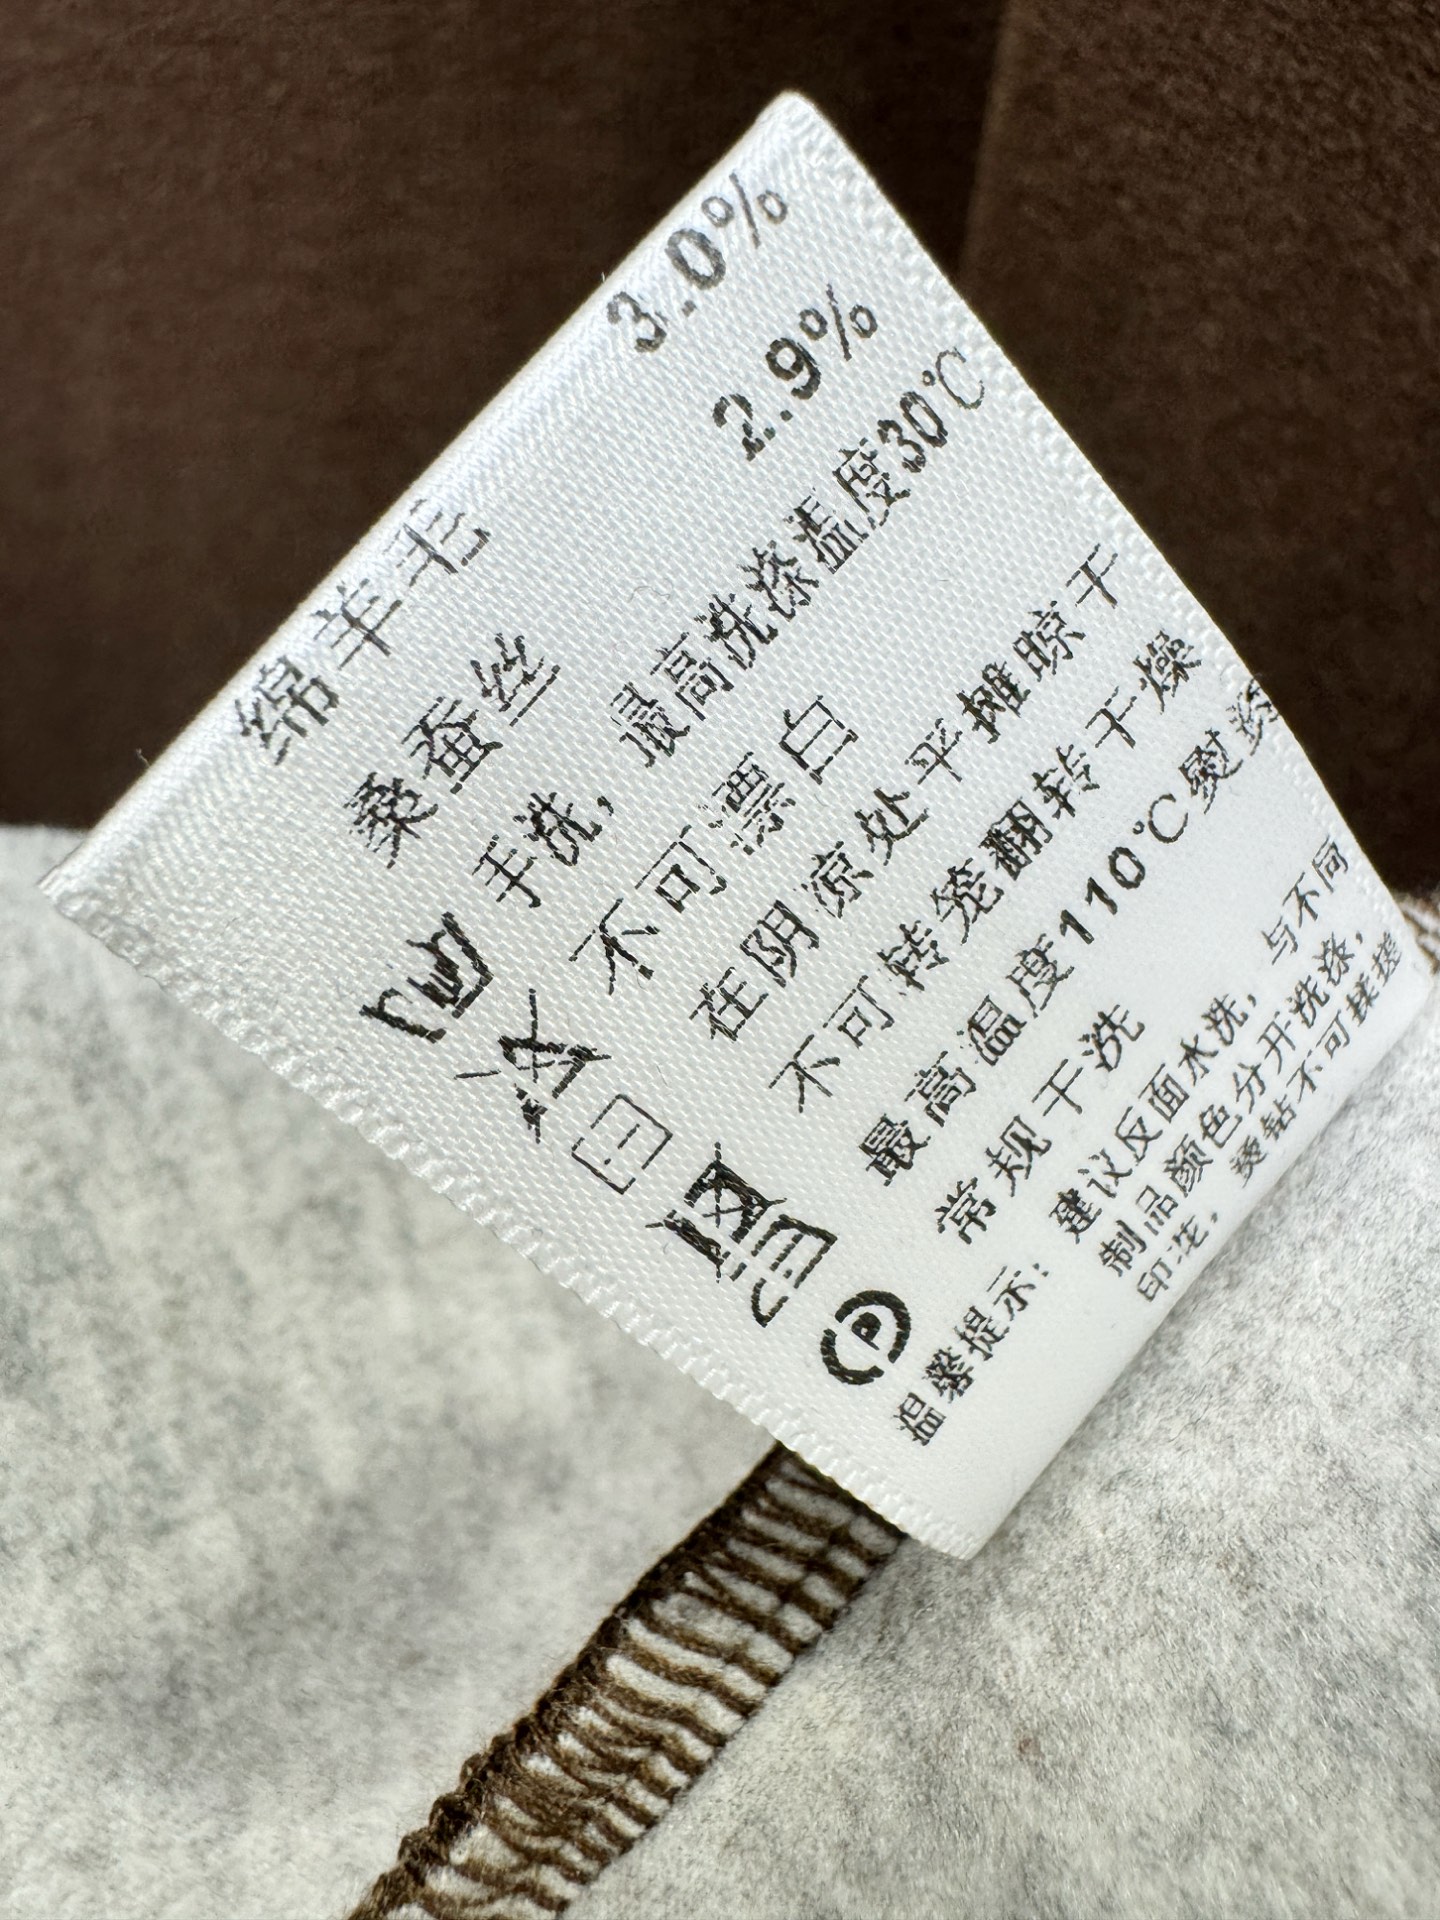 绵羊毛 3.0%
桑蚕丝 2.9%
手洗，最高洗涤温度30℃
不可漂白
在阴凉处平摊晾干
不可转笼翻转干燥
最高温度110℃熨烫
P 常规干洗
温馨提示：建议反面水洗，与不同
制品颜色分开洗涤，
印花，烫钻不可揉搓